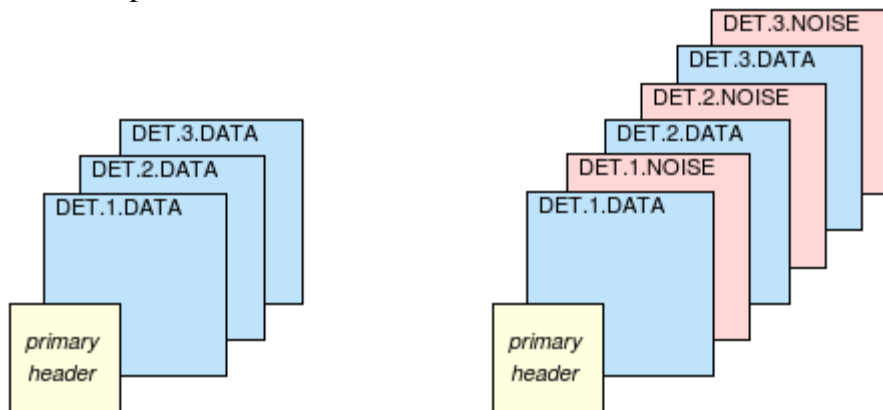 DET.3.DATA
DET.2.DATA
DET.1.DATA
primary
header
DET.3.NOISE
DET.3.DATA
DET.2.NOISE
DET.2.DATA
DET.1.NOISE
DET.1.DATA
primary
header